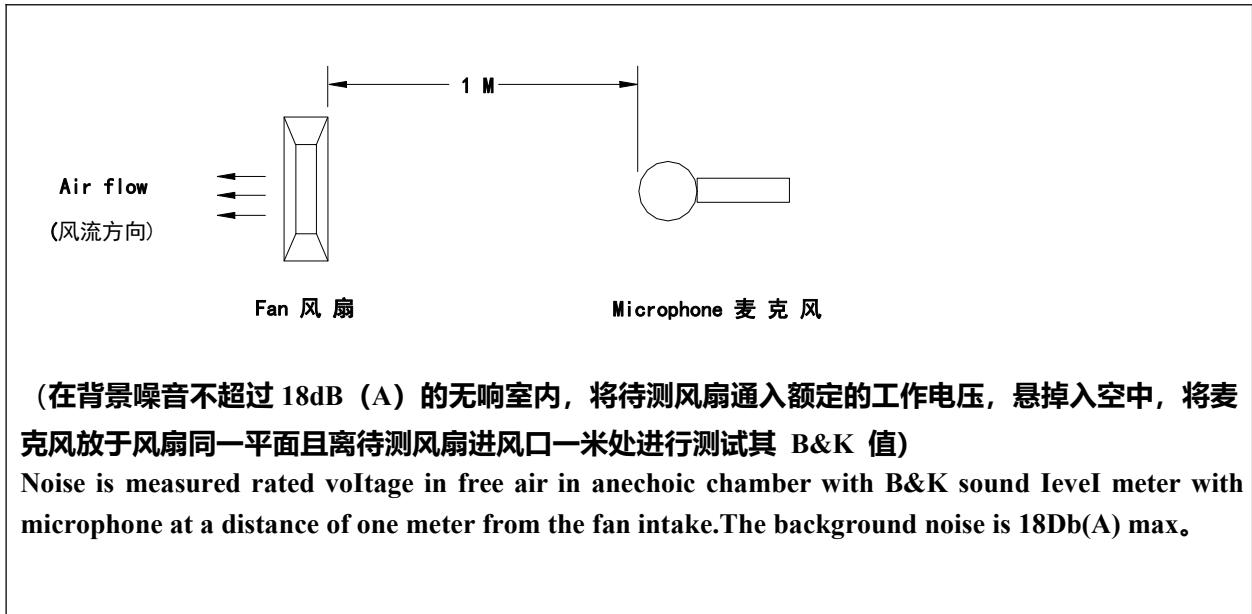 1 M
Air flow
(风流方向)
Fan 风 扇
Microphone 麦 克 风
（在背景噪音不超过 18dB（A）的无响室内，将待测风扇通入额定的工作电压，悬掉入空中，将麦
克风放于风扇同一平面且离待测风扇进风口一米处进行测试其 B&K 值)
Noise is measured rated voItage in free air in anechoic chamber with B&K sound IeveI meter with
microphone at a distance of one meter from the fan intake.The background noise is 18Db(A) max。